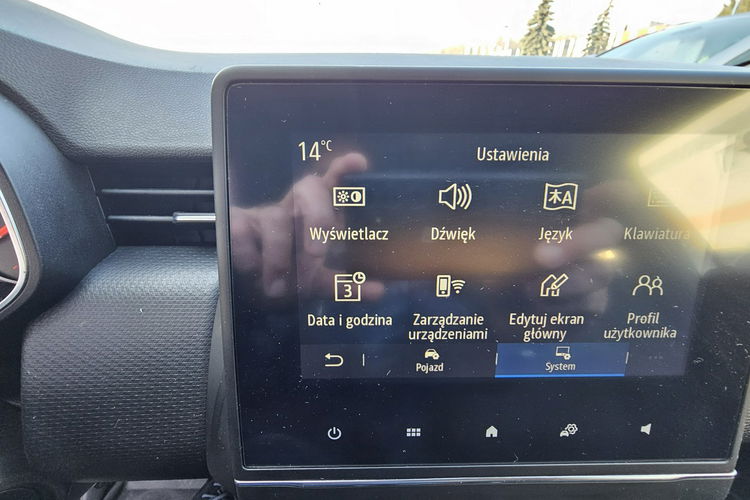 14°C
Ustawienia
Wyświetlacz Dźwięk Język Klawiatura
Data i godzina Zarządzanie urządzeniami Edytuj ekran główny Profil użytkownika
Pojazd System